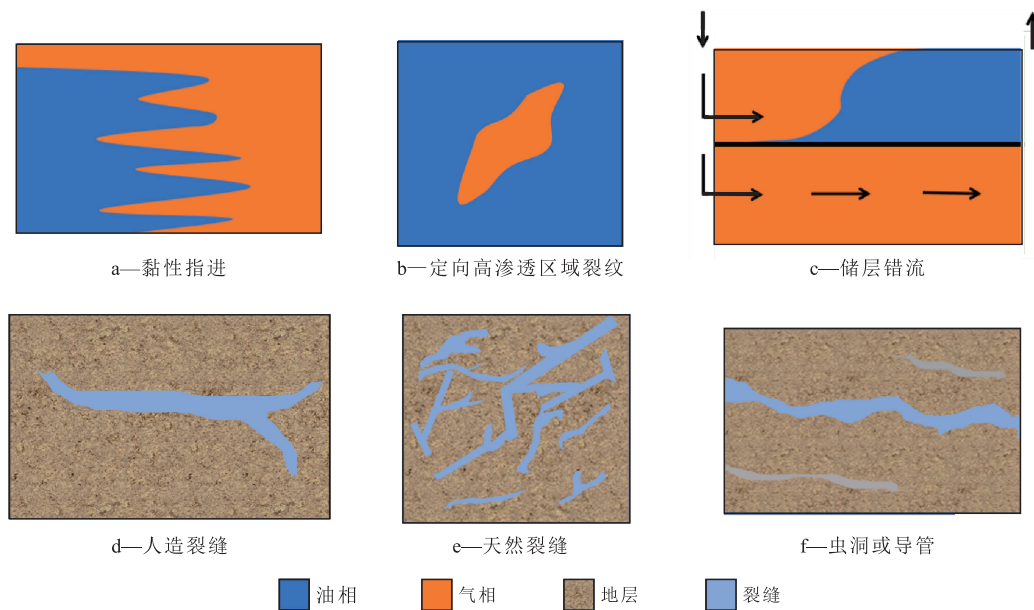 a—黏性指进
b—定向高渗透区域裂纹
c—储层错流
d—人造裂缝
e—天然裂缝
f—虫洞或导管
油相
气相
地层
裂缝